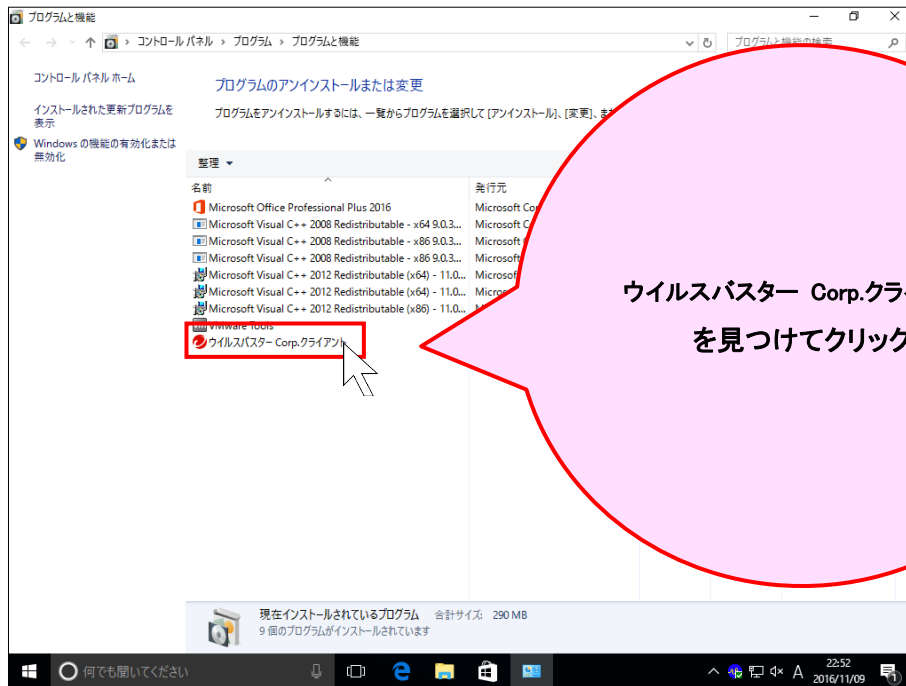 プログラムと機能
コントロール パネル › プログラム › プログラムと機能
プログラムと機能の検索
コントロール パネル ホーム
インストールされた更新プログラムを
表示
Windows の機能の有効化または
無効化
プログラムのアンインストールまたは変更
プログラムをアンインストールするには、一覧からプログラムを選択して [アンインストール]、[変更]、
整理
名前 発行元
Microsoft Office Professional Plus 2016 Microsoft
Microsoft Visual C++ 2008 Redistributable - x64 9.0.3... Microsoft
Microsoft Visual C++ 2008 Redistributable - x86 9.0.3... Microsoft
Microsoft Visual C++ 2008 Redistributable - x86 9.0.3... Microsoft
Microsoft Visual C++ 2012 Redistributable (x64) - 11.0... Microsof
Microsoft Visual C++ 2012 Redistributable (x64) - 11.0... Micro
Microsoft Visual C++ 2012 Redistributable (x86) - 11.0...
VMware Tools
ウイルスバスター Corp.クライアント
ウイルスバスター Corp.クラ
を見つけてクリック
現在インストールされているプログラム 合計サイズ: 290 MB
9 個のプログラムがインストールされています
何でも聞いてください
A
22:52
2016/11/09
1